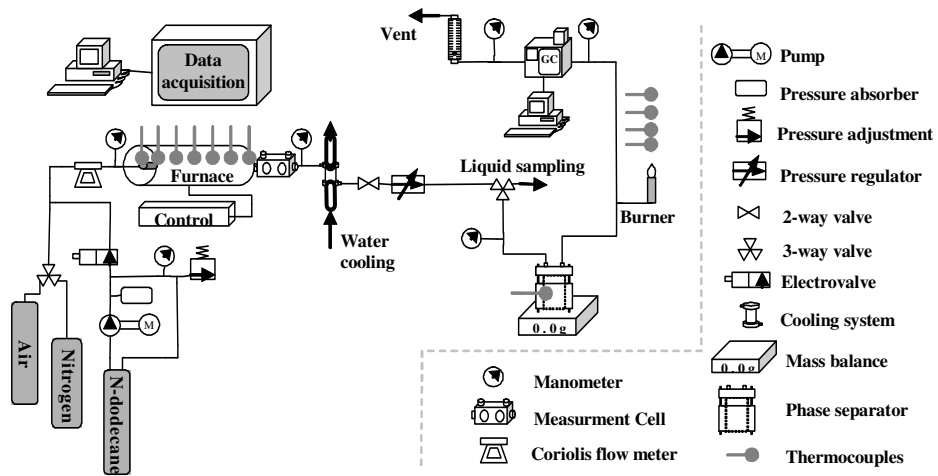 Vent
GC
Data
acquisition
Furnace
Control
Water
cooling
Liquid sampling
Burner
0.0g
Air
Nitrogen
N-dodecane
M
Manometer
Measurment Cell
Coriolis flow meter
M
Pump
Pressure absorber
Pressure adjustment
Pressure regulator
2-way valve
3-way valve
Electrovalve
Cooling system
0.0g
Mass balance
Phase separator
Thermocouples